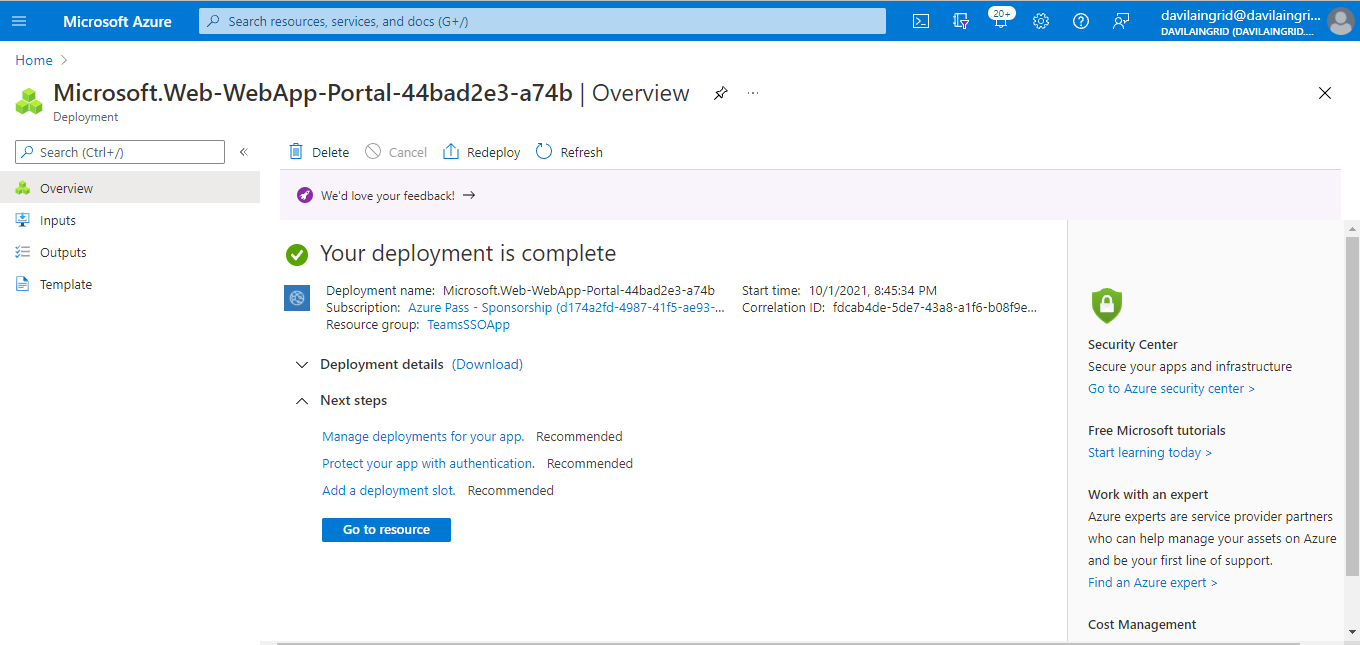 Microsoft Azure
Search resources, services, and docs (G+/)
20+
davilaingrid@davilaingri...
DAVILAINGRID (DAVILAINGRID....
Home >
Microsoft.Web-WebApp-Portal-44bad2e3-a74b | Overview ...
Deployment
Search (Ctrl+/) «
Overview
Inputs
Outputs
Template
Delete Cancel Redeploy Refresh
We'd love your feedback! →
Your deployment is complete
Deployment name: Microsoft.Web-WebApp-Portal-44bad2e3-a74b
Subscription: Azure Pass - Sponsorship (d174a2fd-4987-41f5-ae93-...
Resource group: TeamsSSOApp
Start time: 10/1/2021, 8:45:34 PM
Correlation ID: fdcab4de-5de7-43a8-a1f6-b08f9e...
Deployment details (Download)
Next steps
Manage deployments for your app. Recommended
Protect your app with authentication. Recommended
Add a deployment slot. Recommended
Go to resource
Security Center
Secure your apps and infrastructure
Go to Azure security center >
Free Microsoft tutorials
Start learning today >
Work with an expert
Azure experts are service provider partners
who can help manage your assets on Azure
and be your first line of support.
Find an Azure expert >
Cost Management